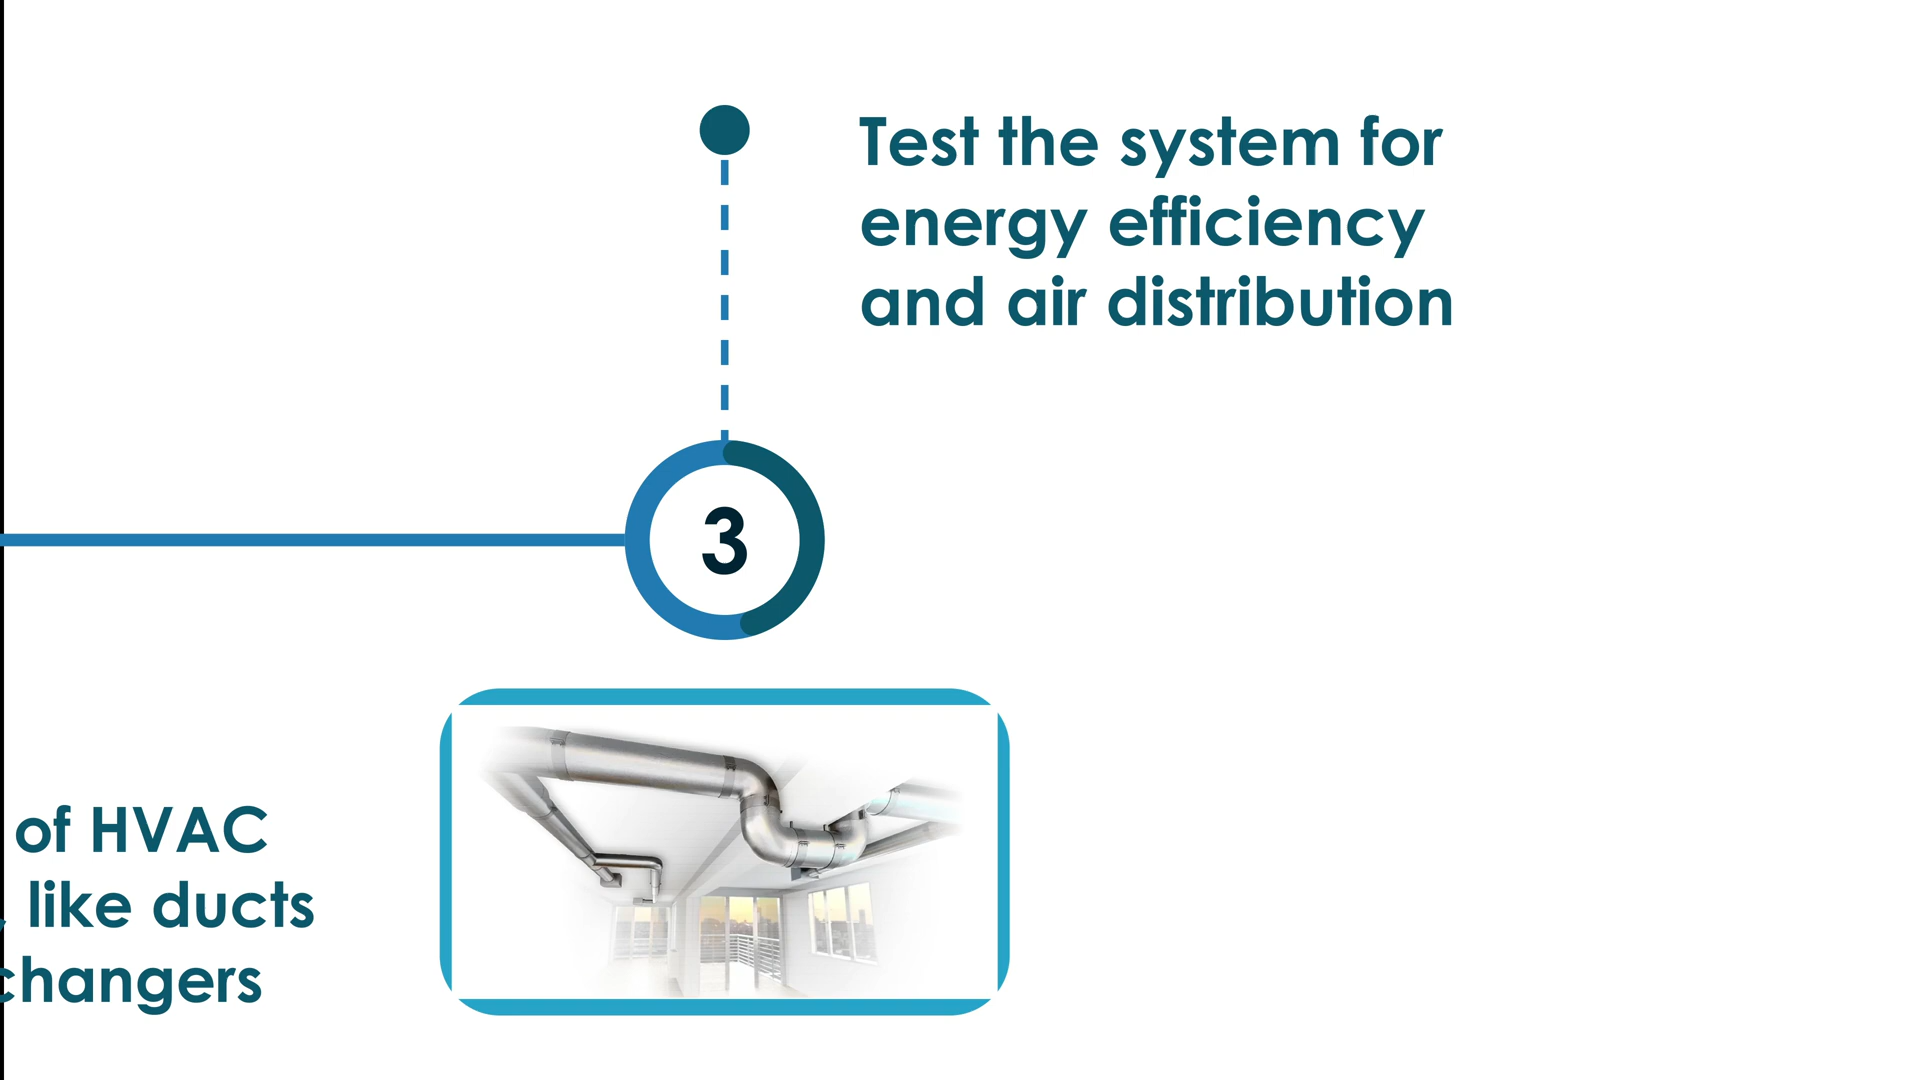 Test the system for
energy efficiency
and air distribution
3
of HVAC
like ducts
changers